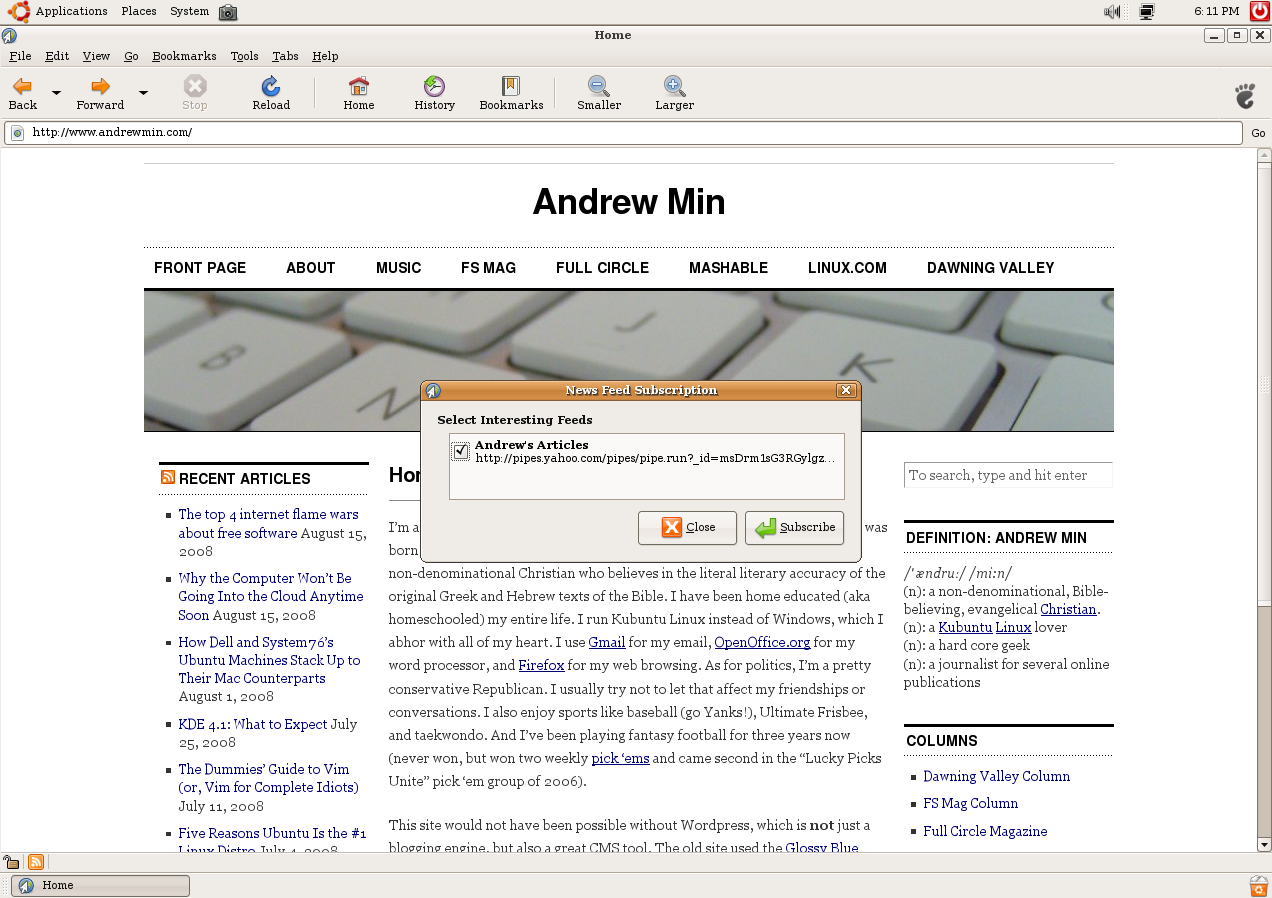 Applications Places System 6:11 PM
Home
File Edit View Go Bookmarks Tools Tabs Help
Back Forward Stop Reload Home History Bookmarks Smaller Larger
http://www.andrewmin.com/ Go
Andrew Min
FRONT PAGE ABOUT MUSIC FS MAG FULL CIRCLE MASHABLE LINUX.COM DAWNING VALLEY
B N J K
News Feed Subscription
Select Interesting Feeds
Andrew's Articles
http://pipes.yahoo.com/pipes/pipe.run?_id=msDrm1sG3RGylgz...
Close Subscribe
RECENT ARTICLES
The top 4 internet flame wars
about free software August 15,
2008
Why the Computer Won't Be
Going Into the Cloud Anytime
Soon August 15, 2008
How Dell and System76's
Ubuntu Machines Stack Up to
Their Mac Counterparts
August 1, 2008
KDE 4.1: What to Expect July
25, 2008
The Dummies' Guide to Vim
(or, Vim for Complete Idiots)
July 11, 2008
Five Reasons Ubuntu Is the #1
Linux Distro July 4, 2008
I'm a was
born
non-denominational Christian who believes in the literal literary accuracy of the
original Greek and Hebrew texts of the Bible. I have been home educated (aka
homeschooled) my entire life. I run Kubuntu Linux instead of Windows, which I
abhor with all of my heart. I use Gmail for my email, OpenOffice.org for my
word processor, and Firefox for my web browsing. As for politics, I'm a pretty
conservative Republican. I usually try not to let that affect my friendships or
conversations. I also enjoy sports like baseball (go Yanks!), Ultimate Frisbee,
and taekwondo. And I've been playing fantasy football for three years now
(never won, but won two weekly pick 'ems and came second in the "Lucky Picks
Unite" pick 'em group of 2006).
This site would not have been possible without Wordpress, which is not just a
blogging engine, but also a great CMS tool. The old site used the Glossy Blue
To search, type and hit enter
DEFINITION: ANDREW MIN
/'ændru:/ /mi:n/
(n): a non-denominational, Bible-
believing, evangelical Christian.
(n): a Kubuntu Linux lover
(n): a hard core geek
(n): a journalist for several online
publications
COLUMNS
Dawning Valley Column
FS Mag Column
Full Circle Magazine
Home